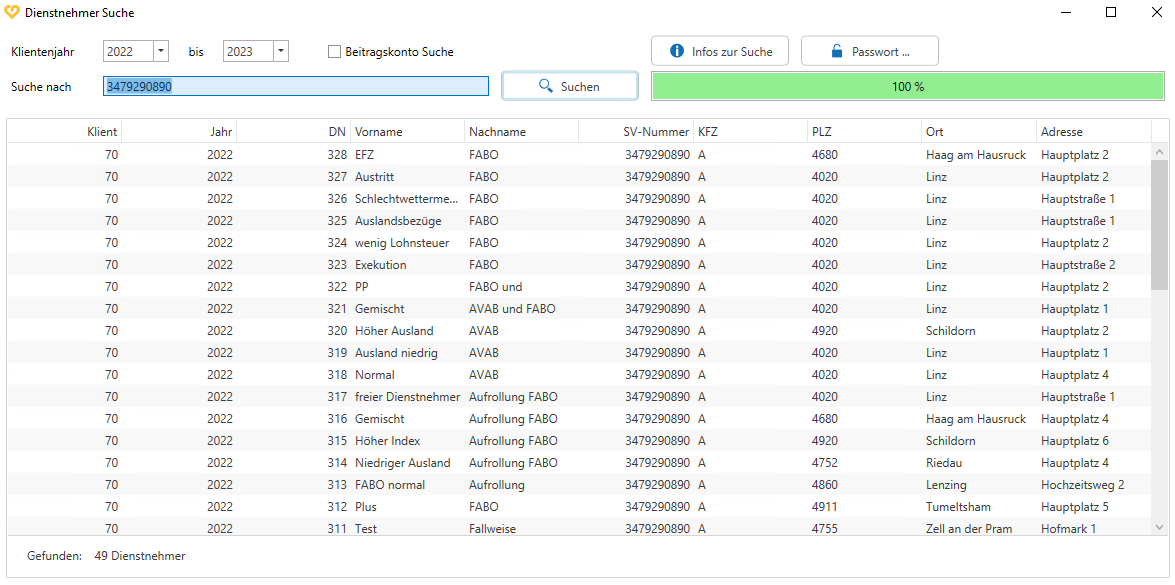 Dienstnehmer Suche
Klientenjahr 2022 bis 2023 Beitragskonto Suche Infos zur Suche Passwort ...
Suche nach 3479290890 Suchen 100 %
Klient Jahr DN Vorname Nachname SV-Nummer KFZ PLZ Ort Adresse
70 2022 328 EFZ FABO 3479290890 A 4680 Haag am Hausruck Hauptplatz 2
70 2022 327 Austritt FABO 3479290890 A 4020 Linz Hauptplatz 2
70 2022 326 Schlechtwetterme... FABO 3479290890 A 4020 Linz Hauptstraße 1
70 2022 325 Auslandsbezüge FABO 3479290890 A 4020 Linz Hauptstraße 1
70 2022 324 wenig Lohnsteuer FABO 3479290890 A 4020 Linz Hauptplatz 2
70 2022 323 Exekution FABO 3479290890 A 4020 Linz Hauptstraße 2
70 2022 322 PP FABO und 3479290890 A 4020 Linz Hauptplatz 2
70 2022 321 Gemischt AVAB und FABO 3479290890 A 4020 Linz Hauptplatz 1
70 2022 320 Höher Ausland AVAB 3479290890 A 4920 Schildorn Hauptplatz 2
70 2022 319 Ausland niedrig AVAB 3479290890 A 4020 Linz Hauptplatz 1
70 2022 318 Normal AVAB 3479290890 A 4020 Linz Hauptplatz 4
70 2022 317 freier Dienstnehmer Aufrollung FABO 3479290890 A 4020 Linz Hauptstraße 1
70 2022 316 Gemischt Aufrollung FABO 3479290890 A 4680 Haag am Hausruck Hauptplatz 4
70 2022 315 Höher Index Aufrollung FABO 3479290890 A 4920 Schildorn Hauptplatz 6
70 2022 314 Niedriger Ausland Aufrollung FABO 3479290890 A 4752 Riedau Hauptplatz 4
70 2022 313 FABO normal Aufrollung 3479290890 A 4860 Lenzing Hochzeitsweg 2
70 2022 312 Plus FABO 3479290890 A 4911 Tumeltsham Hauptplatz 5
70 2022 311 Test Fallweise 3479290890 A 4755 Zell an der Pram Hofmark 1
Gefunden: 49 Dienstnehmer